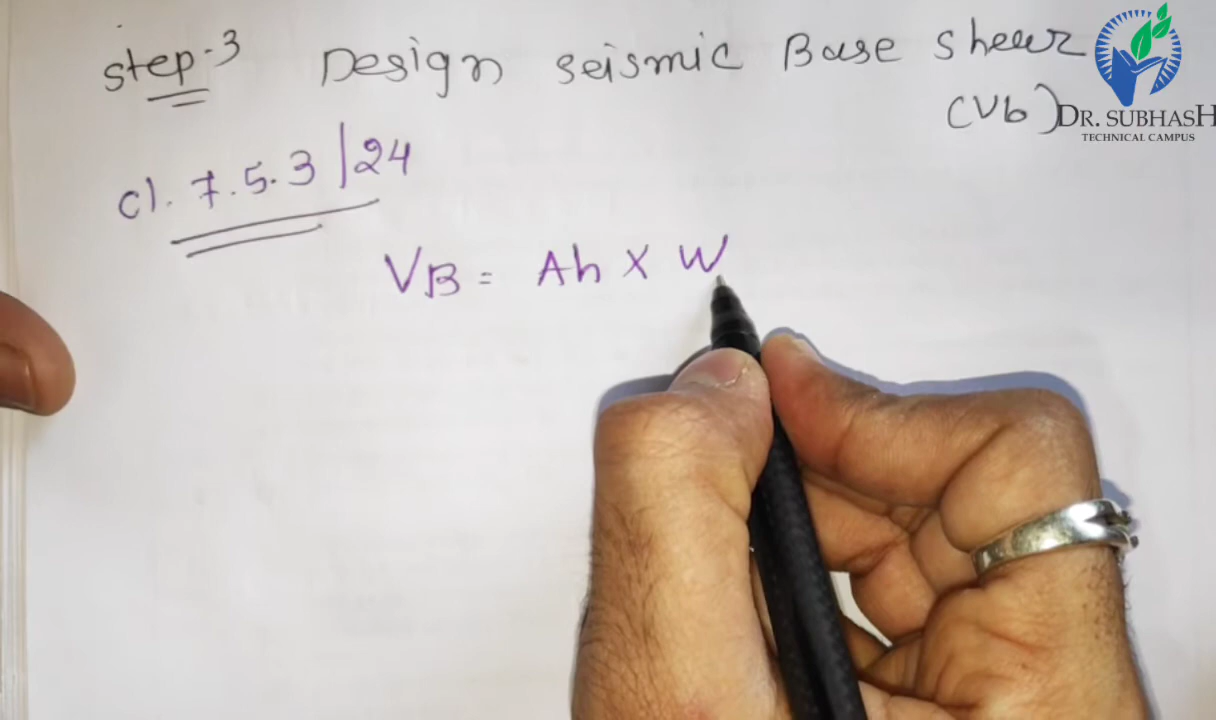 Step-3 Design seismic Base shear
(Vb)
DR. SUBHASH
TECHNICAL CAMPUS
cl. 7.5.3 | 24
VB = Ah X W